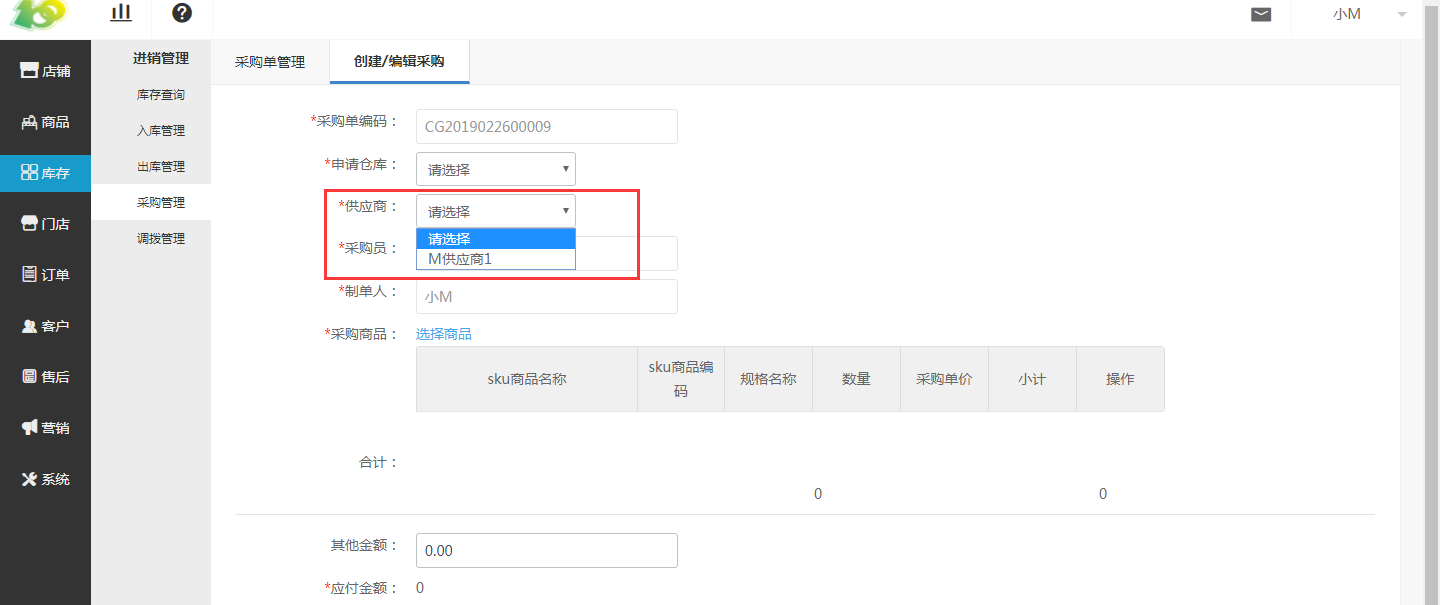 小M
店铺
商品
库存
门店
订单
客户
售后
营销
系统
进销管理
库存查询
入库管理
出库管理
采购管理
调拨管理
采购单管理
创建/编辑采购
*采购单编码：
CG2019022600009
*申请仓库：
请选择
*供应商：
请选择
请选择
M供应商1
*采购员：
*制单人：
小M
*采购商品：
选择商品
sku商品名称
sku商品编
码
规格名称
数量
采购单价
小计
操作
合计：
0
0
其他金额：
0.00
*应付金额：
0